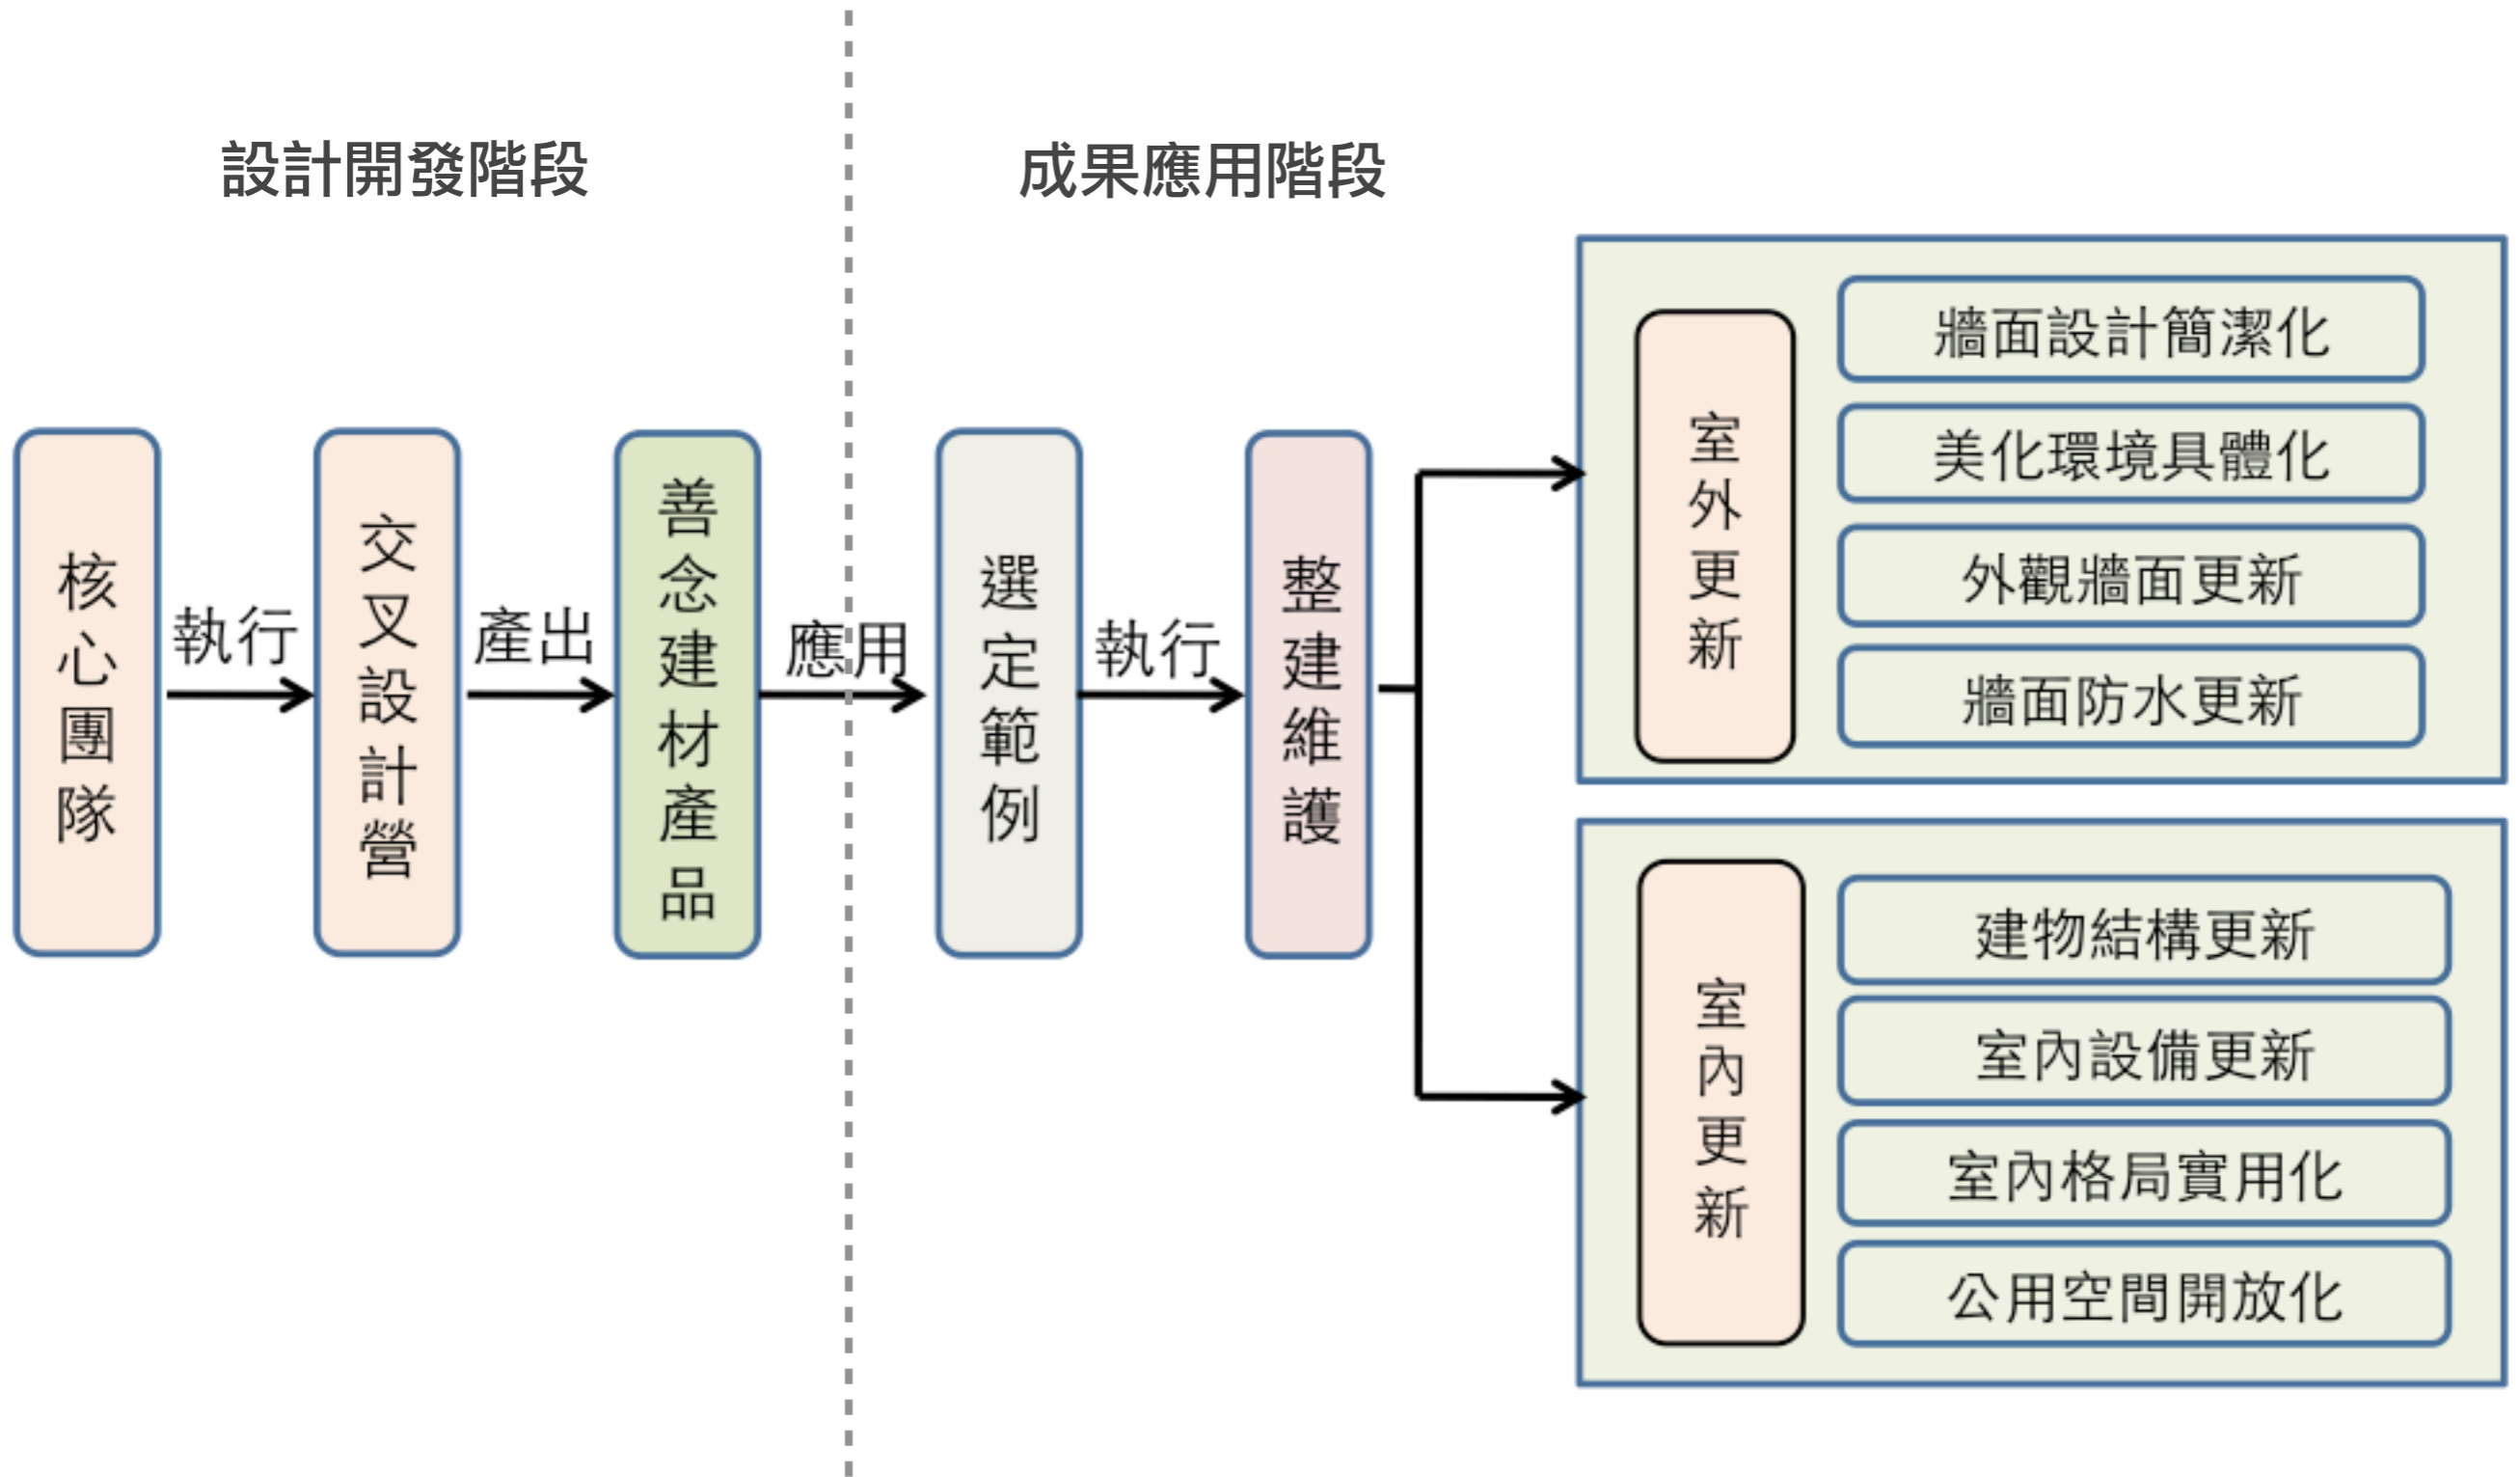 設計開發階段
成果應用階段
核心團隊
執行
交叉設計營
產出
善念建材產品
應用
選定範例
執行
整建維護
室外更新
牆面設計簡潔化
美化環境具體化
外觀牆面更新
牆面防水更新
室內更新
建物結構更新
室內設備更新
室內格局實用化
公用空間開放化